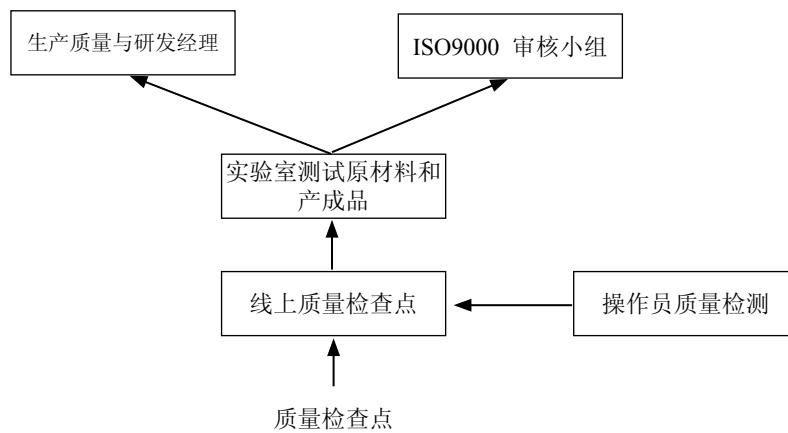 生产质量与研发经理
ISO9000 审核小组
实验室测试原材料和
产成品
线上质量检查点
操作员质量检测
质量检查点